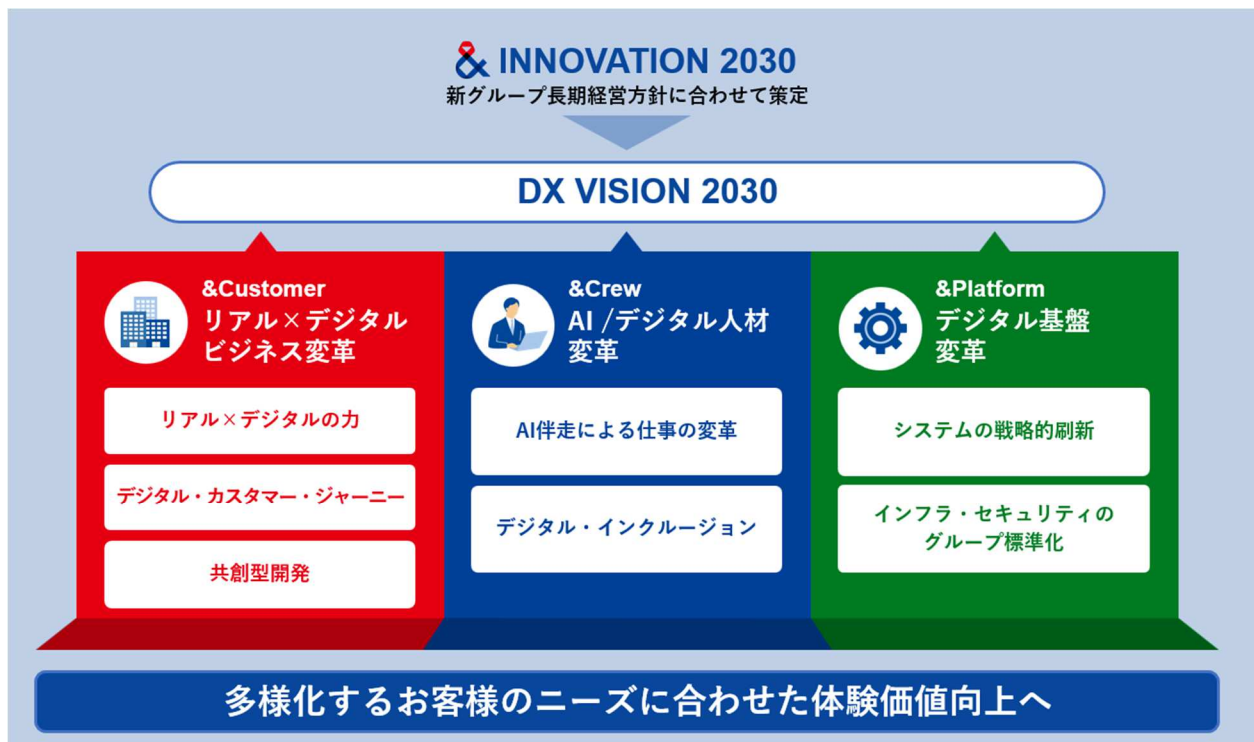 & INNOVATION 2030
新グループ長期経営方針に合わせて策定
DX VISION 2030
&Customer
リアル×デジタル
ビジネス変革
リアル×デジタルの力
デジタル・カスタマー・ジャーニー
共創型開発
&Crew
AI /デジタル人材
変革
AI伴走による仕事の変革
デジタル・インクルージョン
&Platform
デジタル基盤
変革
システムの戦略的刷新
インフラ・セキュリティの
グループ標準化
多様化するお客様のニーズに合わせた体験価値向上へ